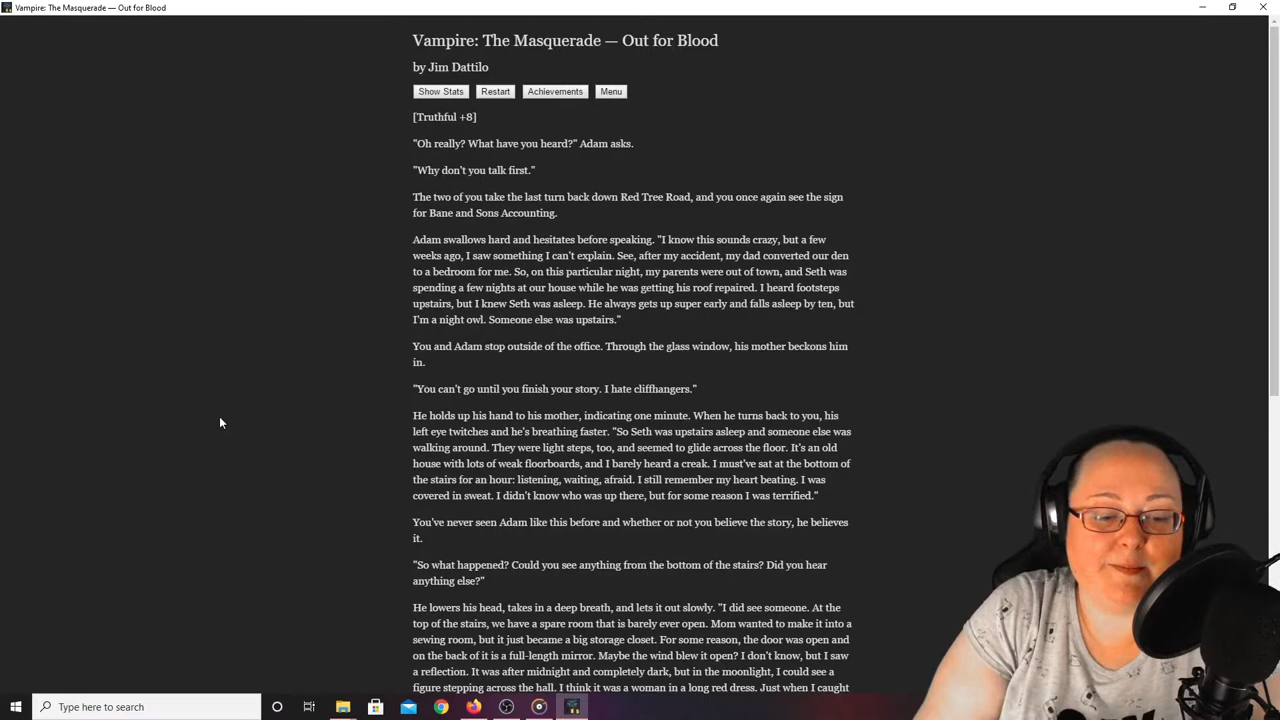 Vampire: The Masquerade — Out for Blood
Vampire: The Masquerade — Out for Blood
by Jim Dattilo
Show Stats Restart Achievements Menu
[Truthful +8]
"Oh really? What have you heard?" Adam asks.
"Why don't you talk first."
The two of you take the last turn back down Red Tree Road, and you once again see the sign
for Bane and Sons Accounting.
Adam swallows hard and hesitates before speaking. "I know this sounds crazy, but a few
weeks ago, I saw something I can't explain. See, after my accident, my dad converted our den
to a bedroom for me. So, on this particular night, my parents were out of town, and Seth was
spending a few nights at our house while he was getting his roof repaired. I heard footsteps
upstairs, but I knew Seth was asleep. He always gets up super early and falls asleep by ten, but
I'm a night owl. Someone else was upstairs."
You and Adam stop outside of the office. Through the glass window, his mother beckons him
in.
"You can't go until you finish your story. I hate cliffhangers."
He holds up his hand to his mother, indicating one minute. When he turns back to you, his
left eye twitches and he's breathing faster. "So Seth was upstairs asleep and someone else was
walking around. They were light steps, too, and seemed to glide across the floor. It's an old
house with lots of weak floorboards, and I barely heard a creak. I must've sat at the bottom of
the stairs for an hour: listening, waiting, afraid. I still remember my heart beating. I was
covered in sweat. I didn't know who was up there, but for some reason I was terrified."
You've never seen Adam like this before and whether or not you believe the story, he believes
it.
"So what happened? Could you see anything from the bottom of the stairs? Did you hear
anything else?"
He lowers his head, takes in a deep breath, and lets it out slowly. "I did see someone. At the
top of the stairs, we have a spare room that is barely ever open. Mom wanted to make it into a
sewing room, but it just became a big storage closet. For some reason, the door was open and
on the back of it is a full-length mirror. Maybe the wind blew it open? I don't know, but I saw
a reflection. It was after midnight and completely dark, but in the moonlight, I could see a
figure stepping across the hall. I think it was a woman in a long red dress. Just when I caught
Type here to search